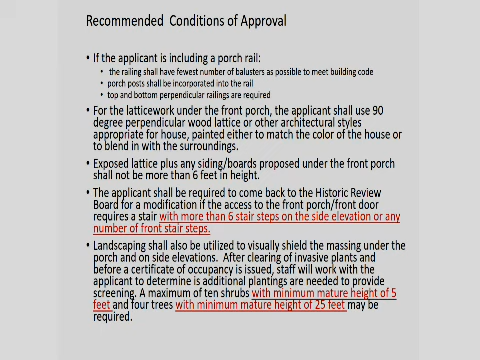 Recommended Conditions of Approval
• If the applicant is including a porch rail:
• the railing shall have fewest number of balusters as possible to meet building code
• porch posts shall be incorporated into the rail
• top and bottom perpendicular railings are required
• For the latticework under the front porch, the applicant shall use 90
degree perpendicular wood lattice or other architectural styles
appropriate for house, painted either to match the color of the house or
to blend in with the surroundings.
• Exposed lattice plus any siding/boards proposed under the front porch
shall not be more than 6 feet in height.
• The applicant shall be required to come back to the Historic Review
Board for a modification if the access to the front porch/front door
requires a stair with more than 6 stair steps on the side elevation or any
number of front stair steps.
• Landscaping shall also be utilized to visually shield the massing under the
porch and on side elevations. After clearing of invasive plants and
before a certificate of occupancy is issued, staff will work with the
applicant to determine is additional plantings are needed to provide
screening. A maximum of ten shrubs with minimum mature height of 5
feet and four trees with minimum mature height of 25 feet may be
required.